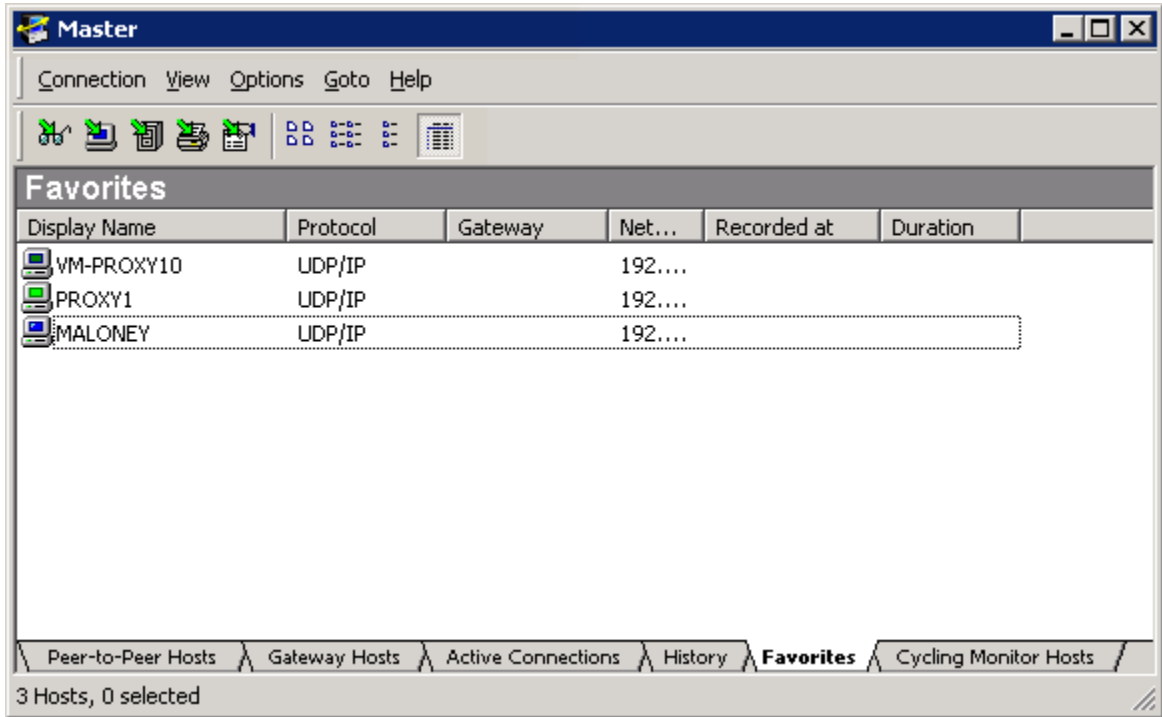 Master
Connection View Options Goto Help
Favorites
Display Name Protocol Gateway Net... Recorded at Duration
VM-PROXY10 UDP/IP 192....
PROXY1 UDP/IP 192....
MALONEY UDP/IP 192....
Peer-to-Peer Hosts Gateway Hosts Active Connections History Favorites Cycling Monitor Hosts
3 Hosts, 0 selected